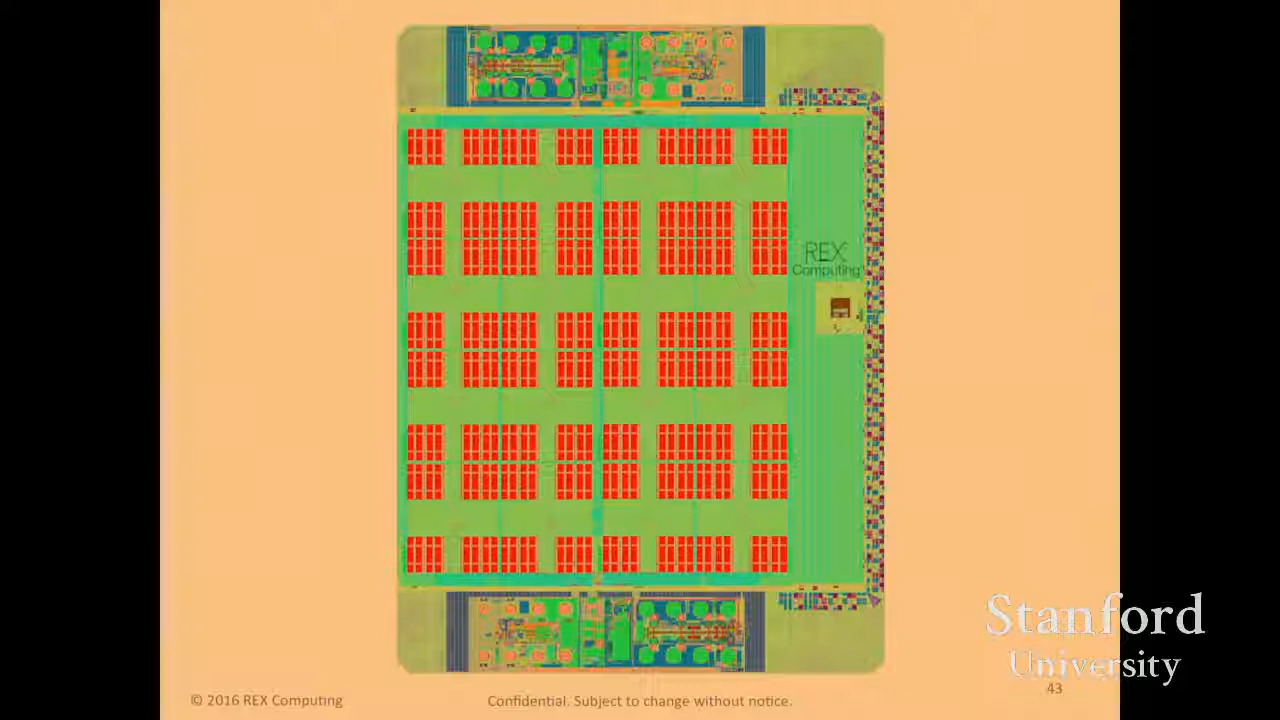 REX
Computing
Stanford
University
© 2016 REX Computing
Confidential. Subject to change without notice.
43